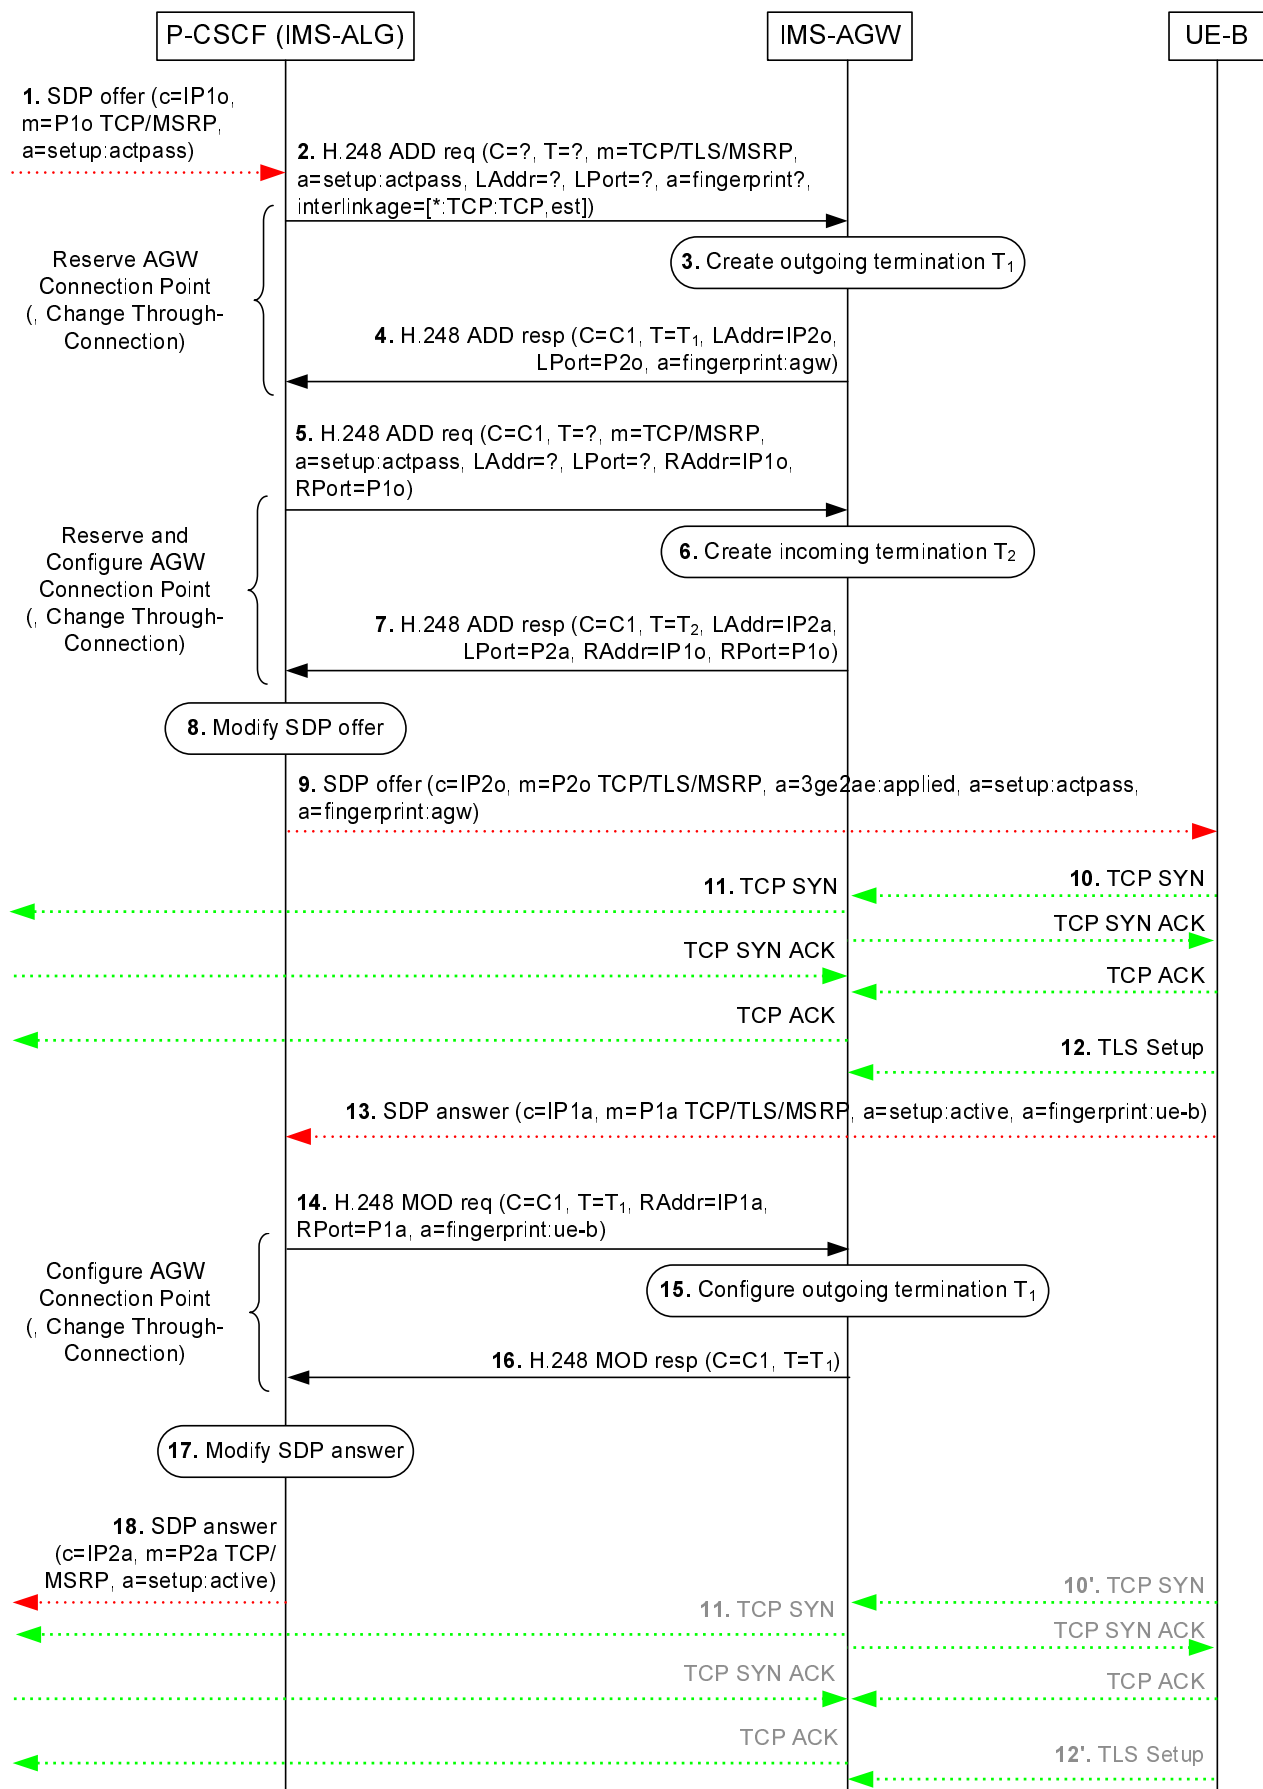 P-CSCF (IMS-ALG)
IMS-AGW
UE-B
1. SDP offer (c=IP1o,
m=P1o TCP/MSRP,
a=setup:actpass)
2. H.248 ADD req (C=?, T=?, m=TCP/TLS/MSRP,
a=setup:actpass, LAddr=?, LPort=?, a=fingerprint?,
interlinkage=[*:TCP:TCP,est])
Reserve AGW
Connection Point
(, Change Through-
Connection)
3. Create outgoing termination T1
4. H.248 ADD resp (C=C1, T=T1, LAddr=IP2o,
LPort=P2o, a=fingerprint:agw)
5. H.248 ADD req (C=C1, T=?, m=TCP/MSRP,
a=setup:actpass, LAddr=?, LPort=?, RAddr=IP1o,
RPort=P1o)
Reserve and
Configure AGW
Connection Point
(, Change Through-
Connection)
6. Create incoming termination T2
7. H.248 ADD resp (C=C1, T=T2, LAddr=IP2a,
LPort=P2a, RAddr=IP1o, RPort=P1o)
8. Modify SDP offer
9. SDP offer (c=IP2o, m=P2o TCP/TLS/MSRP, a=3ge2ae:applied, a=setup:actpass,
a=fingerprint:agw)
10. TCP SYN
11. TCP SYN
TCP SYN ACK
TCP SYN ACK
TCP ACK
TCP ACK
12. TLS Setup
13. SDP answer (c=IP1a, m=P1a TCP/TLS/MSRP, a=setup:active, a=fingerprint:ue-b)
14. H.248 MOD req (C=C1, T=T1, RAddr=IP1a,
RPort=P1a, a=fingerprint:ue-b)
Configure AGW
Connection Point
(, Change Through-
Connection)
15. Configure outgoing termination T1
16. H.248 MOD resp (C=C1, T=T1)
17. Modify SDP answer
18. SDP answer
(c=IP2a, m=P2a TCP/
MSRP, a=setup:active)
10'. TCP SYN
11. TCP SYN
TCP SYN ACK
TCP SYN ACK
TCP ACK
TCP ACK
12'. TLS Setup